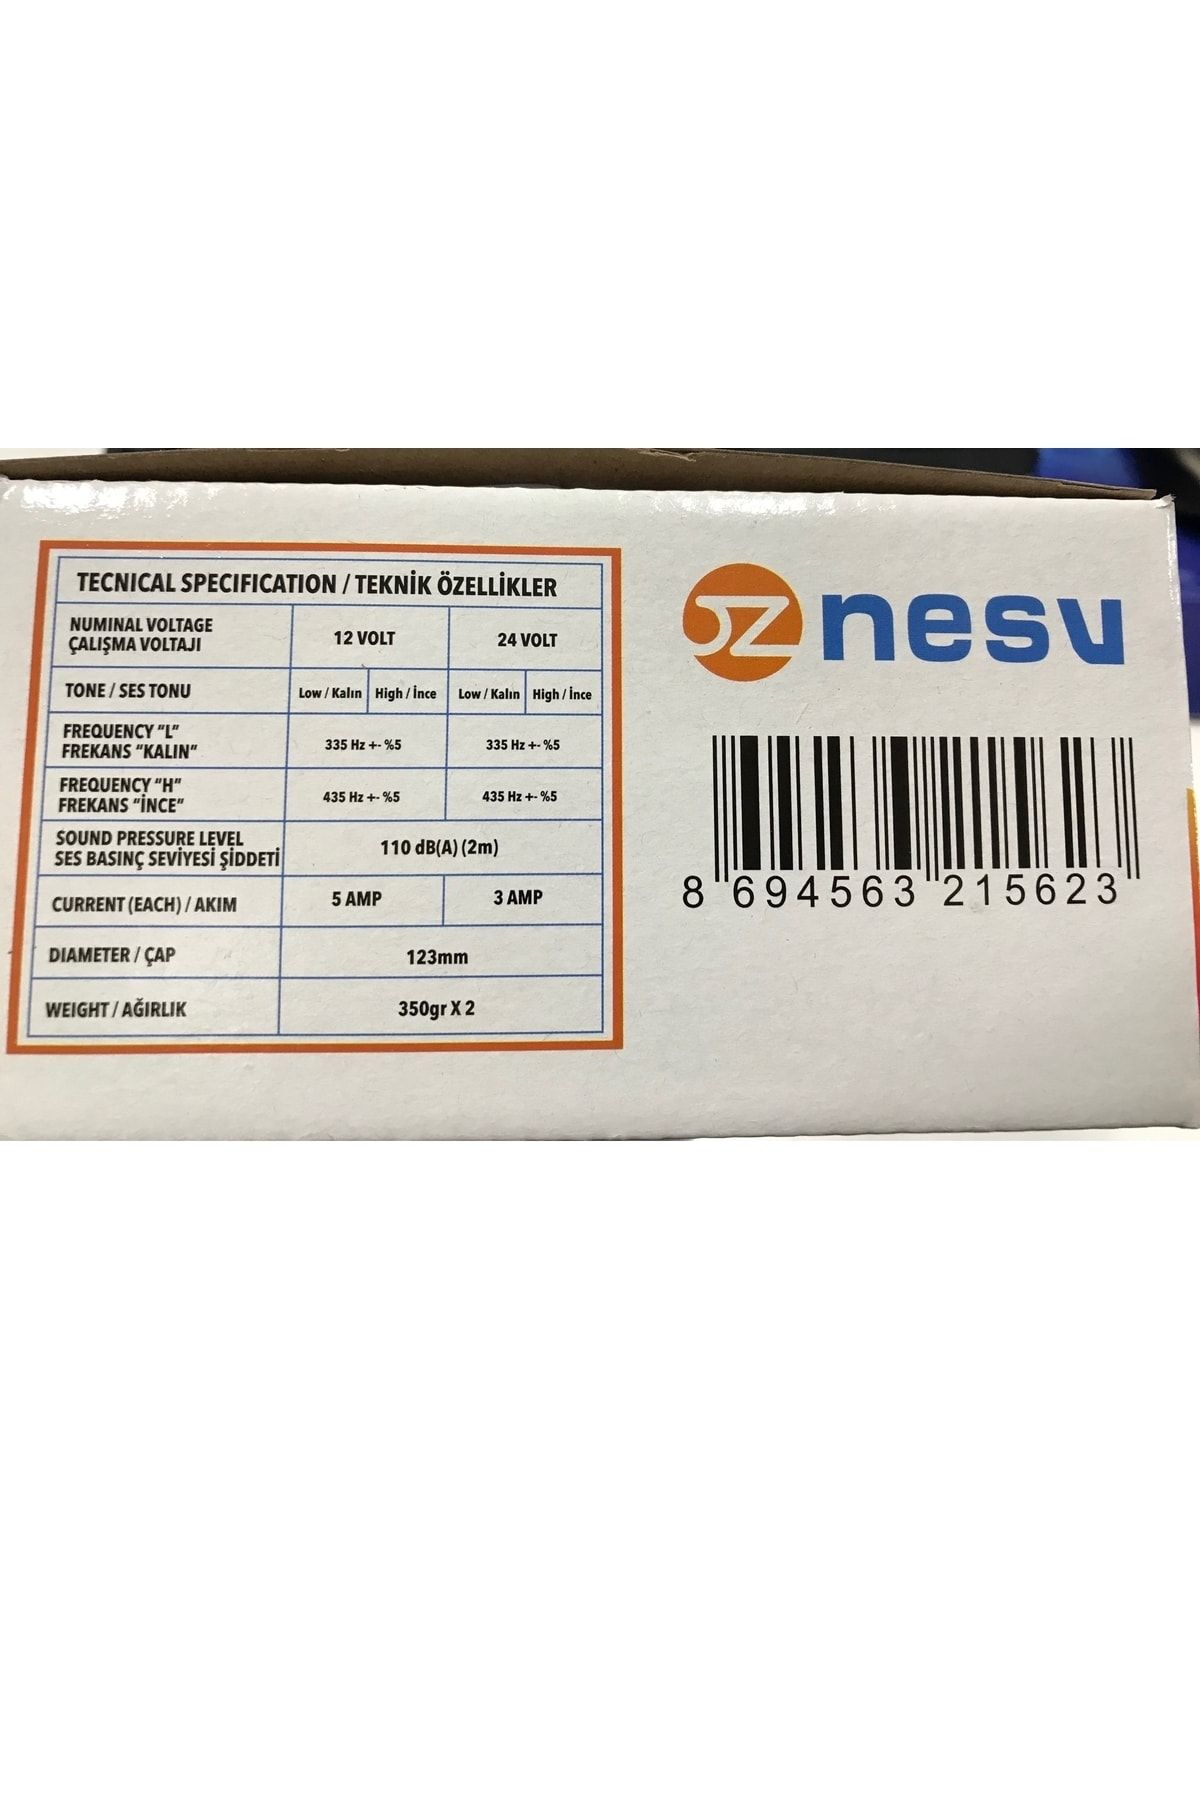 TECNICAL SPECIFICATION / TEKNİK ÖZELLİKLER
NUMINAL VOLTAGE
ÇALIŞMA VOLTAJI
12 VOLT
24 VOLT
TONE / SES TONU
Low / Kalın
High / İnce
Low / Kalın
High / İnce
FREQUENCY "L"
FREKANS "KALIN"
335 Hz +- %5
335 Hz +- %5
FREQUENCY "H"
FREKANS "İNCE"
435 Hz +- %5
435 Hz +- %5
SOUND PRESSURE LEVEL
SES BASINÇ SEVİYESİ ŞİDDETİ
110 dB(A) (2m)
CURRENT (EACH) / AKIM
5 AMP
3 AMP
DIAMETER / ÇAP
123mm
WEIGHT / AĞIRLIK
350gr X 2
nesv
8 694563 215623